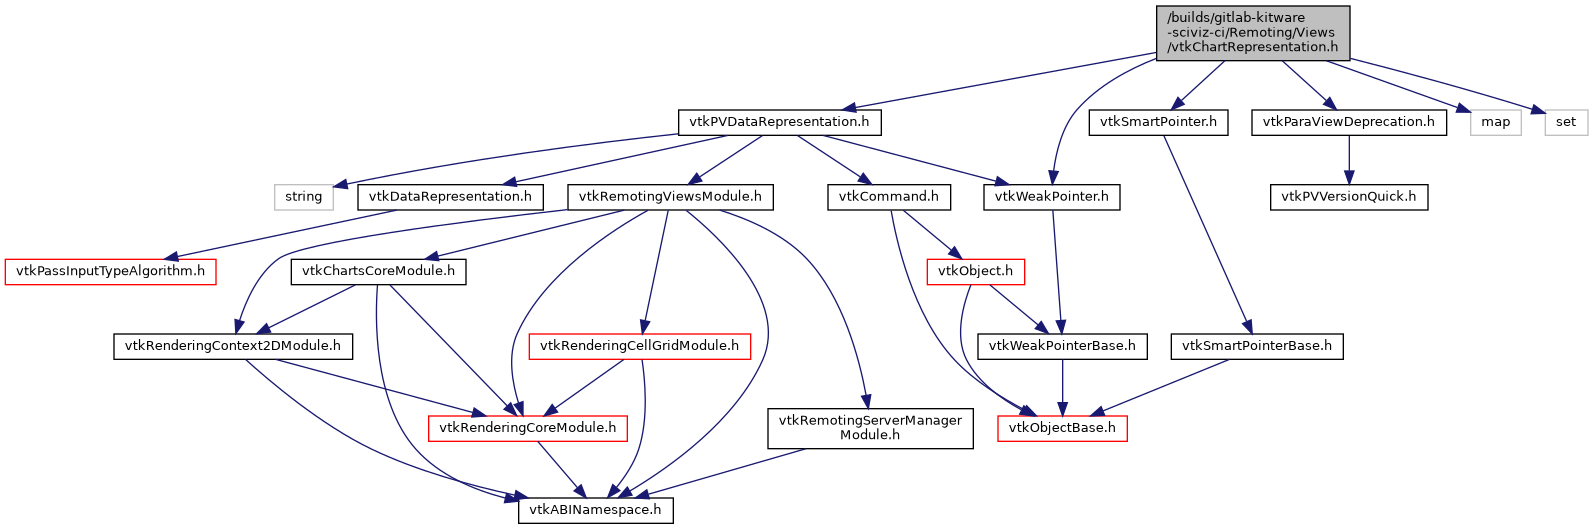 /builds/gitlab-kitware
-sciviz-ci/Remoting/Views
/vtkChartRepresentation.h
vtkPVDataRepresentation.h
vtkSmartPointer.h
vtkParaViewDeprecation.h
map
set
string
vtkDataRepresentation.h
vtkRemotingViewsModule.h
vtkCommand.h
vtkWeakPointer.h
vtkPVVersionQuick.h
vtkPassInputTypeAlgorithm.h
vtkChartsCoreModule.h
vtkObject.h
vtkRenderingContext2DModule.h
vtkRenderingCellGridModule.h
vtkWeakPointerBase.h
vtkSmartPointerBase.h
vtkRenderingCoreModule.h
vtkRemotingServerManager
Module.h
vtkObjectBase.h
vtkABINamespace.h